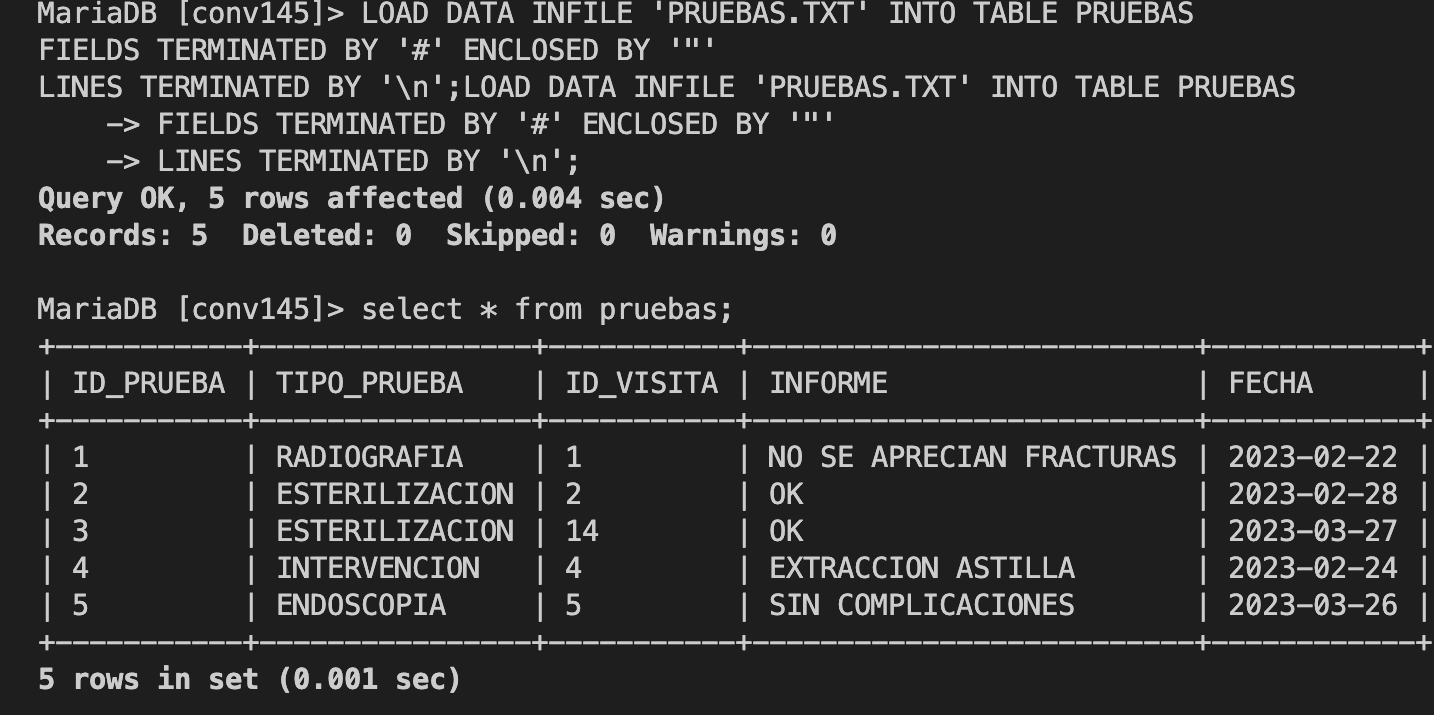 MariaDB [conv145]> LOAD DATA INFILE 'PRUEBAS.TXT' INTO TABLE PRUEBAS
FIELDS TERMINATED BY '#' ENCLOSED BY '"'
LINES TERMINATED BY '\n';LOAD DATA INFILE 'PRUEBAS.TXT' INTO TABLE PRUEBAS
    -> FIELDS TERMINATED BY '#' ENCLOSED BY '"'
    -> LINES TERMINATED BY '\n';
Query OK, 5 rows affected (0.004 sec)
Records: 5  Deleted: 0  Skipped: 0  Warnings: 0

MariaDB [conv145]> select * from pruebas;
+-----------+----------------+-----------+--------------------------+------------+
| ID_PRUEBA | TIPO_PRUEBA    | ID_VISITA | INFORME                  | FECHA      |
+-----------+----------------+-----------+--------------------------+------------+
| 1         | RADIOGRAFIA    | 1         | NO SE APRECIAN FRACTURAS | 2023-02-22 |
| 2         | ESTERILIZACION | 2         | OK                       | 2023-02-28 |
| 3         | ESTERILIZACION | 14        | OK                       | 2023-03-27 |
| 4         | INTERVENCION   | 4         | EXTRACCION ASTILLA       | 2023-02-24 |
| 5         | ENDOSCOPIA     | 5         | SIN COMPLICACIONES       | 2023-03-26 |
+-----------+----------------+-----------+--------------------------+------------+
5 rows in set (0.001 sec)